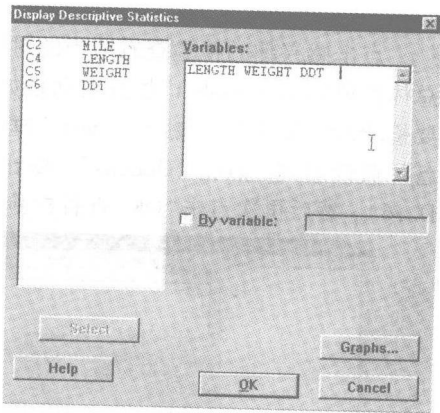 Display Descriptive Statistics
C2 MILE
C4 LENGTH
C5 WEIGHT
C6 DDT
Variables:
LENGTH WEIGHT DDT
By variable:
Select
Graphs...
Help
OK
Cancel